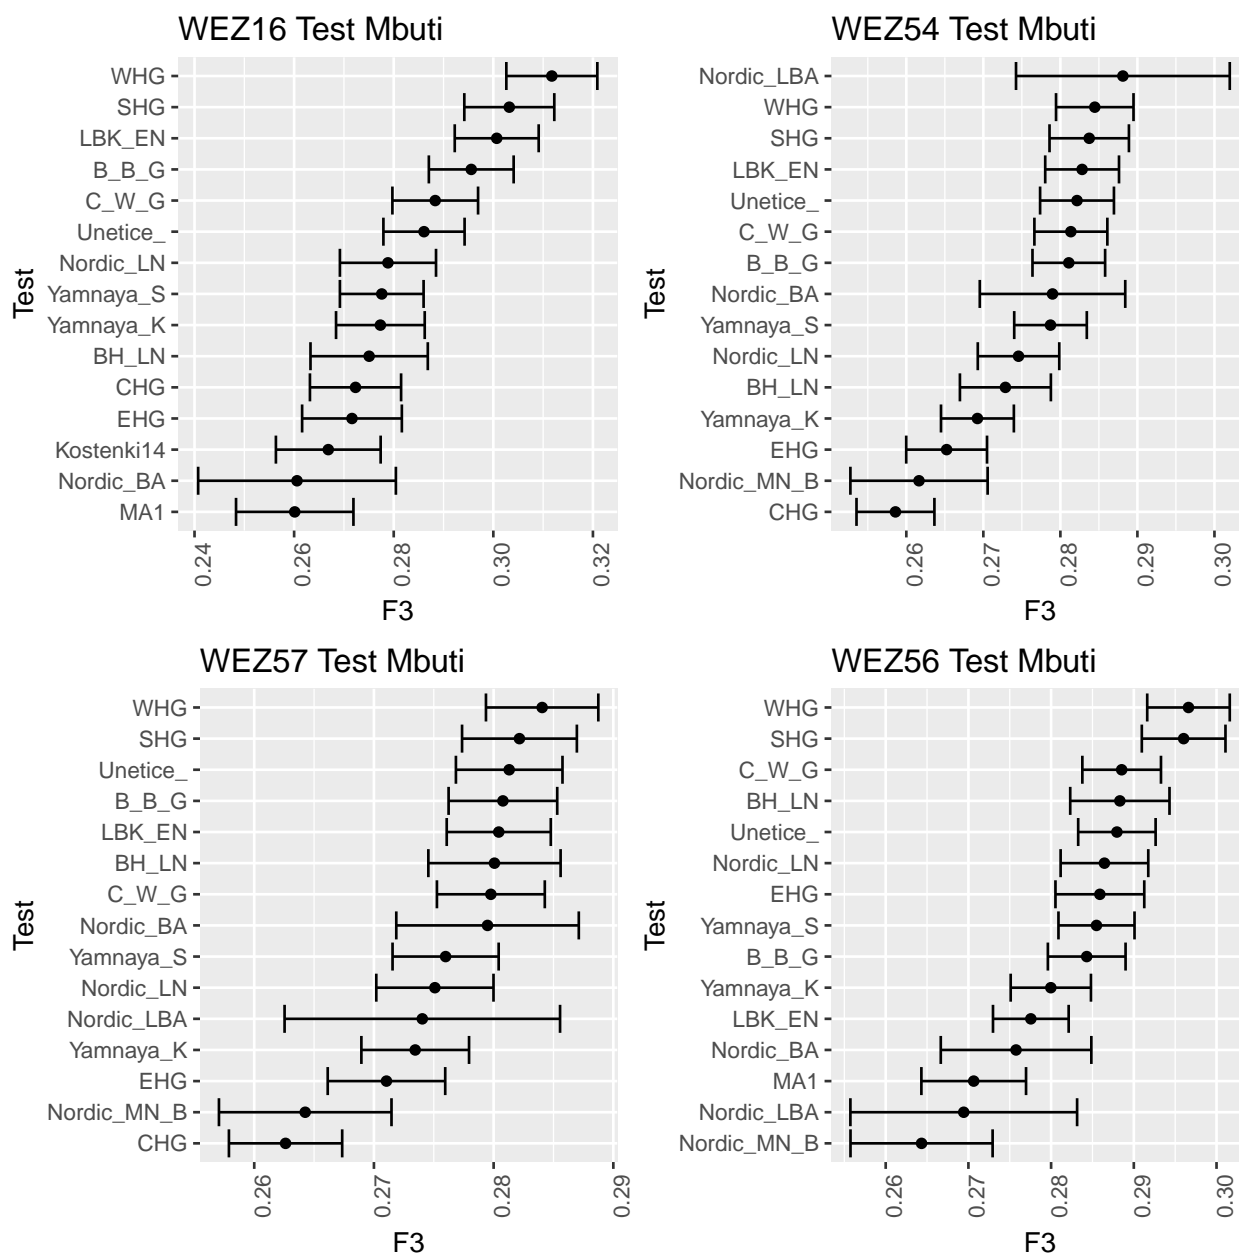 WEZ16 Test Mbuti
Test
WHG
SHG
LBK_EN
B_B_G
C_W_G
Unetice_
Nordic_LN
Yamnaya_S
Yamnaya_K
BH_LN
CHG
EHG
Kostenki14
Nordic_BA
MA1
0.24
0.26
0.28
0.30
0.32
F3
WEZ54 Test Mbuti
Test
Nordic_LBA
WHG
SHG
LBK_EN
Unetice_
C_W_G
B_B_G
Nordic_BA
Yamnaya_S
Nordic_LN
BH_LN
Yamnaya_K
EHG
Nordic_MN_B
CHG
0.26
0.27
0.28
0.29
0.30
F3
WEZ57 Test Mbuti
Test
WHG
SHG
Unetice_
B_B_G
LBK_EN
BH_LN
C_W_G
Nordic_BA
Yamnaya_S
Nordic_LN
Nordic_LBA
Yamnaya_K
EHG
Nordic_MN_B
CHG
0.26
0.27
0.28
0.29
F3
WEZ56 Test Mbuti
Test
WHG
SHG
C_W_G
BH_LN
Unetice_
Nordic_LN
EHG
Yamnaya_S
B_B_G
Yamnaya_K
LBK_EN
Nordic_BA
MA1
Nordic_LBA
Nordic_MN_B
0.26
0.27
0.28
0.29
0.30
F3